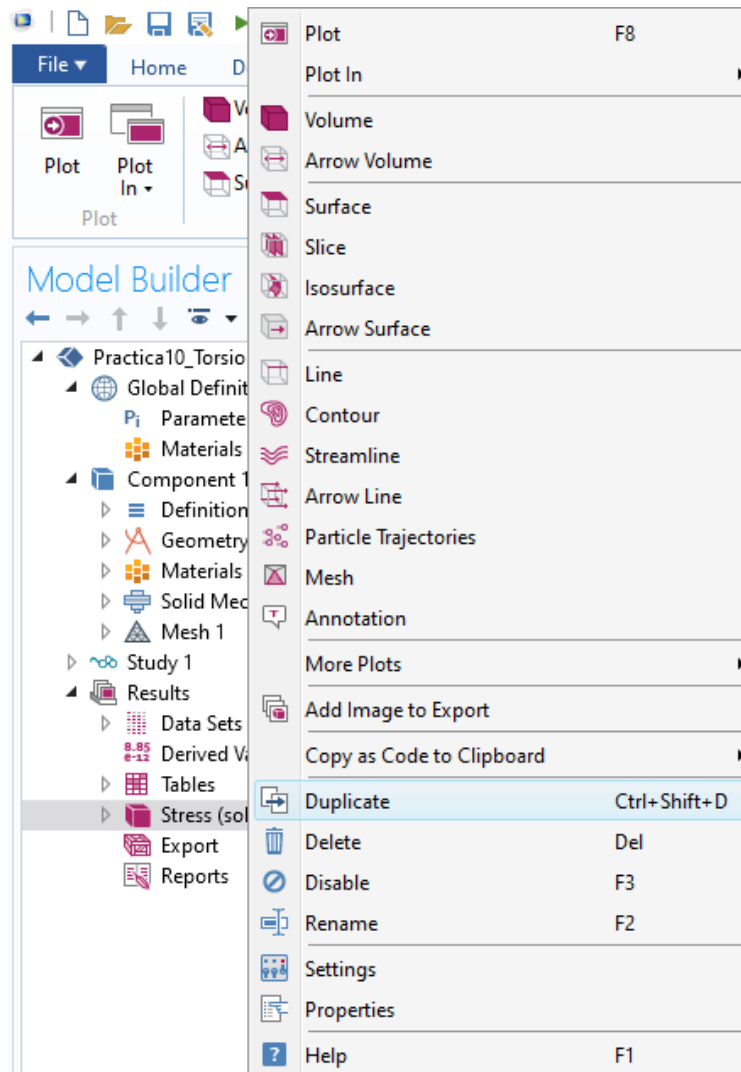 File
Home
D
Plot
Plot
In
Plot
Model Builder
Practica10_Torsio
Global Definit
Pi Paramete
Materials
Component 1
Definition
Geometry
Materials
Solid Mec
Mesh 1
Study 1
Results
Data Sets
8.85
e-12 Derived Va
Tables
Stress (sol
Export
Reports
Plot F8
Plot In
Volume
Arrow Volume
Surface
Slice
Isosurface
Arrow Surface
Line
Contour
Streamline
Arrow Line
Particle Trajectories
Mesh
Annotation
More Plots
Add Image to Export
Copy as Code to Clipboard
Duplicate Ctrl+Shift+D
Delete Del
Disable F3
Rename F2
Settings
Properties
Help F1